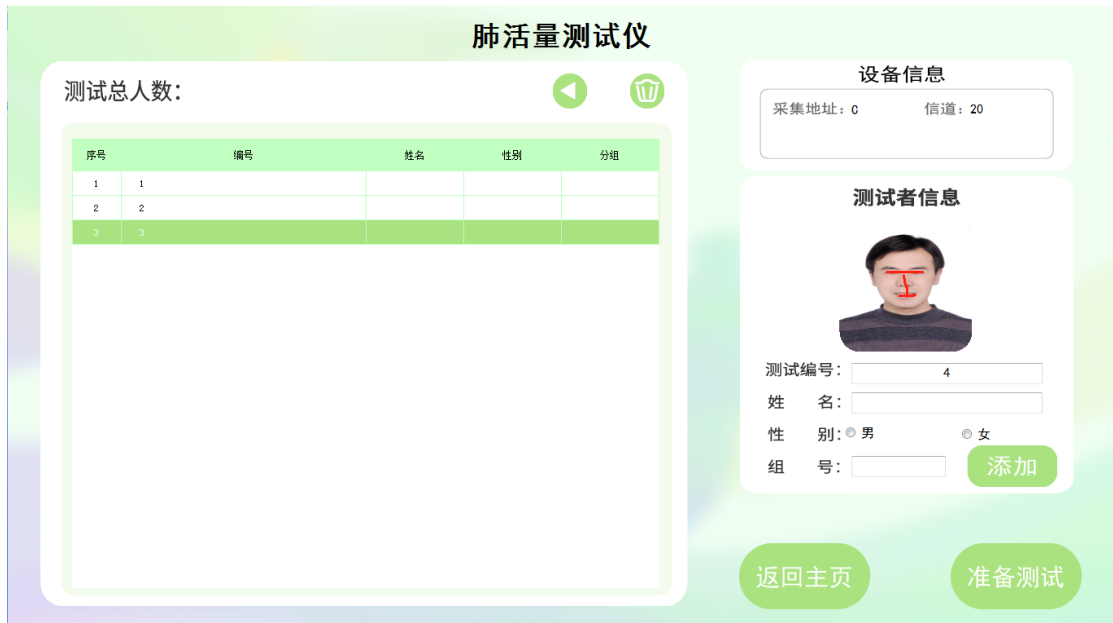 肺活量测试仪
测试总人数：
序号 编号 姓名 性别 分组
1 1
2 2
3 3
设备信息
采集地址：C 信道：20
测试者信息
测试编号：4
姓 名：
性 别：男 女
组 号：
添加
返回主页 准备测试